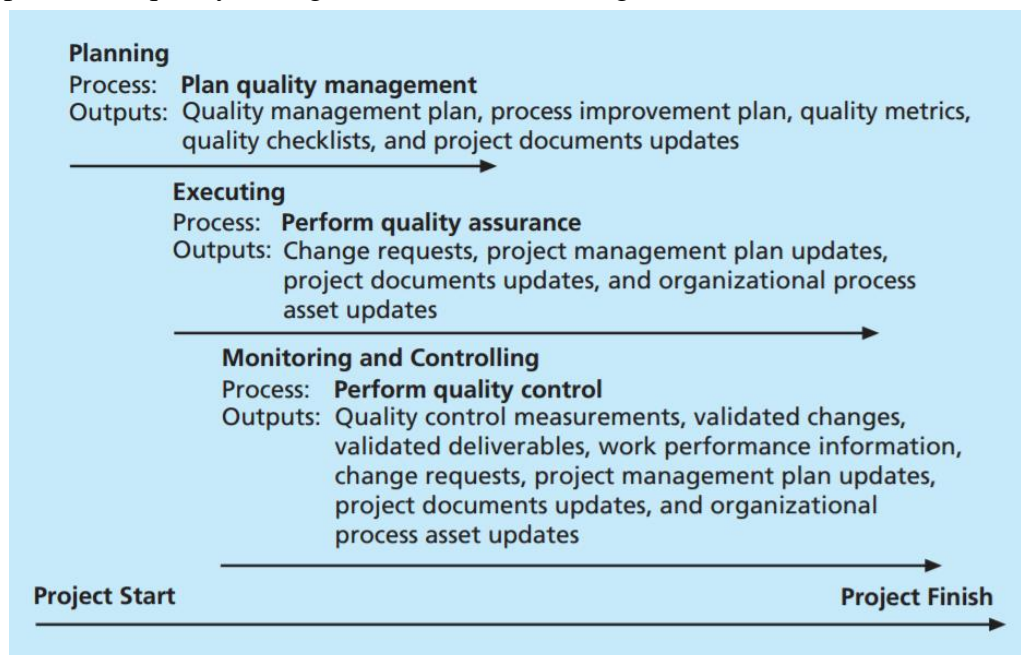 Planning
Process: Plan quality management
Outputs: Quality management plan, process improvement plan, quality metrics,
quality checklists, and project documents updates
Executing
Process: Perform quality assurance
Outputs: Change requests, project management plan updates,
project documents updates, and organizational process
asset updates
Monitoring and Controlling
Process: Perform quality control
Outputs: Quality control measurements, validated changes,
validated deliverables, work performance information,
change requests, project management plan updates,
project documents updates, and organizational
process asset updates
Project Start Project Finish